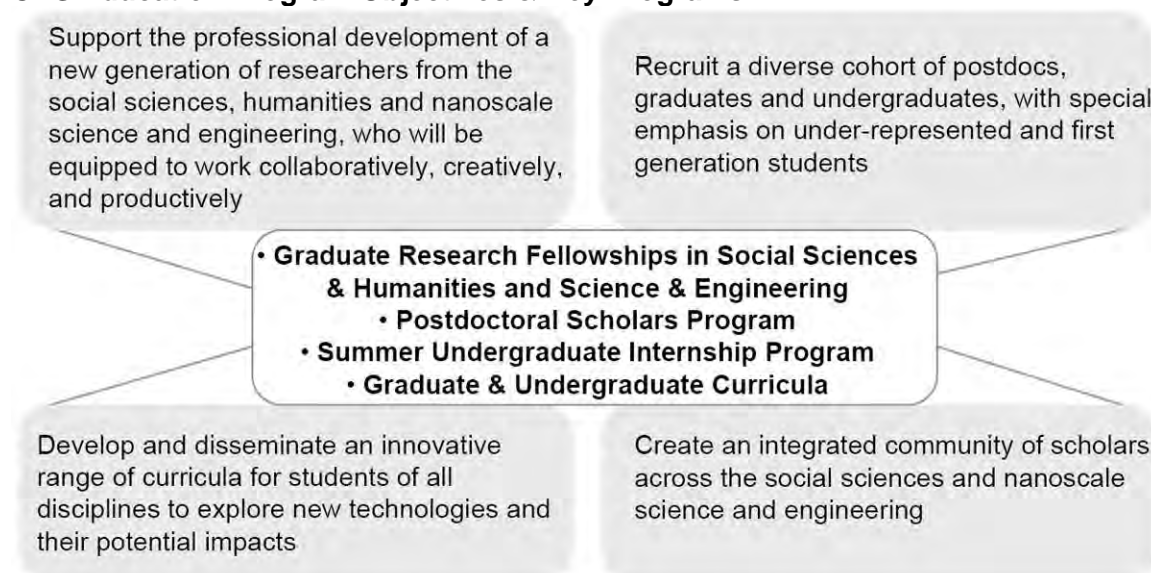 Support the professional development of a
new generation of researchers from the
social sciences, humanities and nanoscale
science and engineering, who will be
equipped to work collaboratively, creatively,
and productively
Recruit a diverse cohort of postdocs,
graduates and undergraduates, with special
emphasis on under-represented and first
generation students
• Graduate Research Fellowships in Social Sciences
& Humanities and Science & Engineering
• Postdoctoral Scholars Program
• Summer Undergraduate Internship Program
• Graduate & Undergraduate Curricula
Develop and disseminate an innovative
range of curricula for students of all
disciplines to explore new technologies and
their potential impacts
Create an integrated community of scholars
across the social sciences and nanoscale
science and engineering